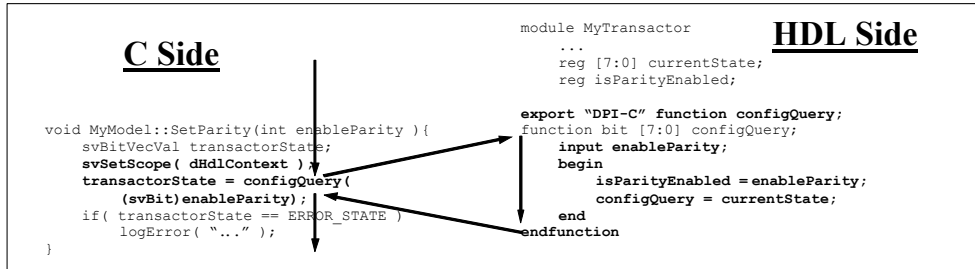 C Side
void MyModel::SetParity(int enableParity ){
svBitVecVal transactorState;
svSetScope( dHdlContext );
transactorState = configQuery(
(svBit)enableParity);
if( transactorState == ERROR_STATE )
logError( “…” );
}
HDL Side
module MyTransactor
...
reg [7:0] currentState;
reg isParityEnabled;
export “DPI-C” function configQuery;
function bit [7:0] configQuery;
input enableParity;
begin
isParityEnabled = enableParity;
configQuery = currentState;
end
endfunction